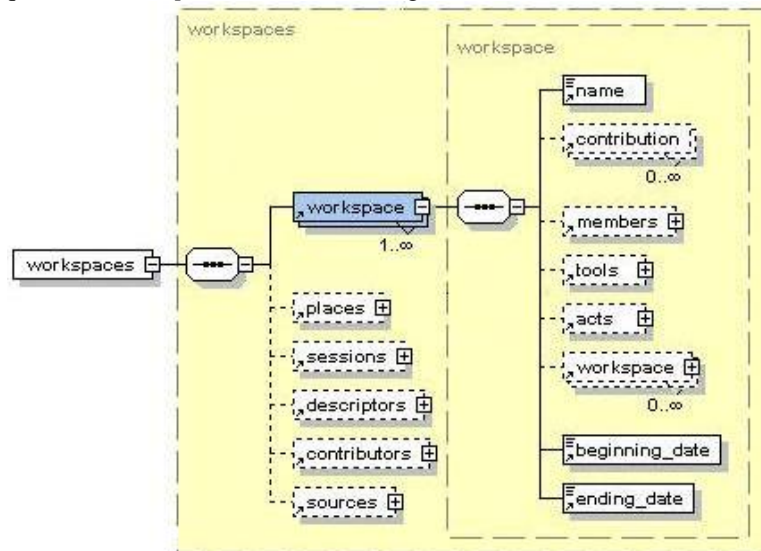 workspaces
workspace
name
contribution
0..∞
workspace
1..∞
members
workspaces
tools
places
acts
sessions
workspace
0..∞
descriptors
contributors
beginning_date
sources
ending_date